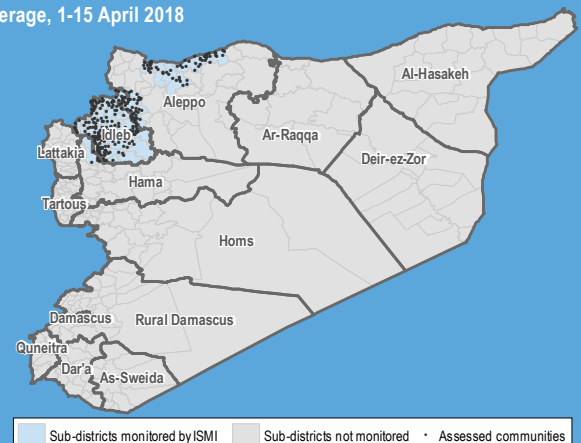 erage, 1-15 April 2018
Al-Hasakeh
Aleppo
Ar-Raqqa
Idleb
Lattakia
Deir-ez-Zor
Hama
Tartous
Homs
Damascus
Rural Damascus
Quneitra
Dar'a
As-Sweida
Sub-districts monitored by ISMI Sub-districts not monitored Assessed communities